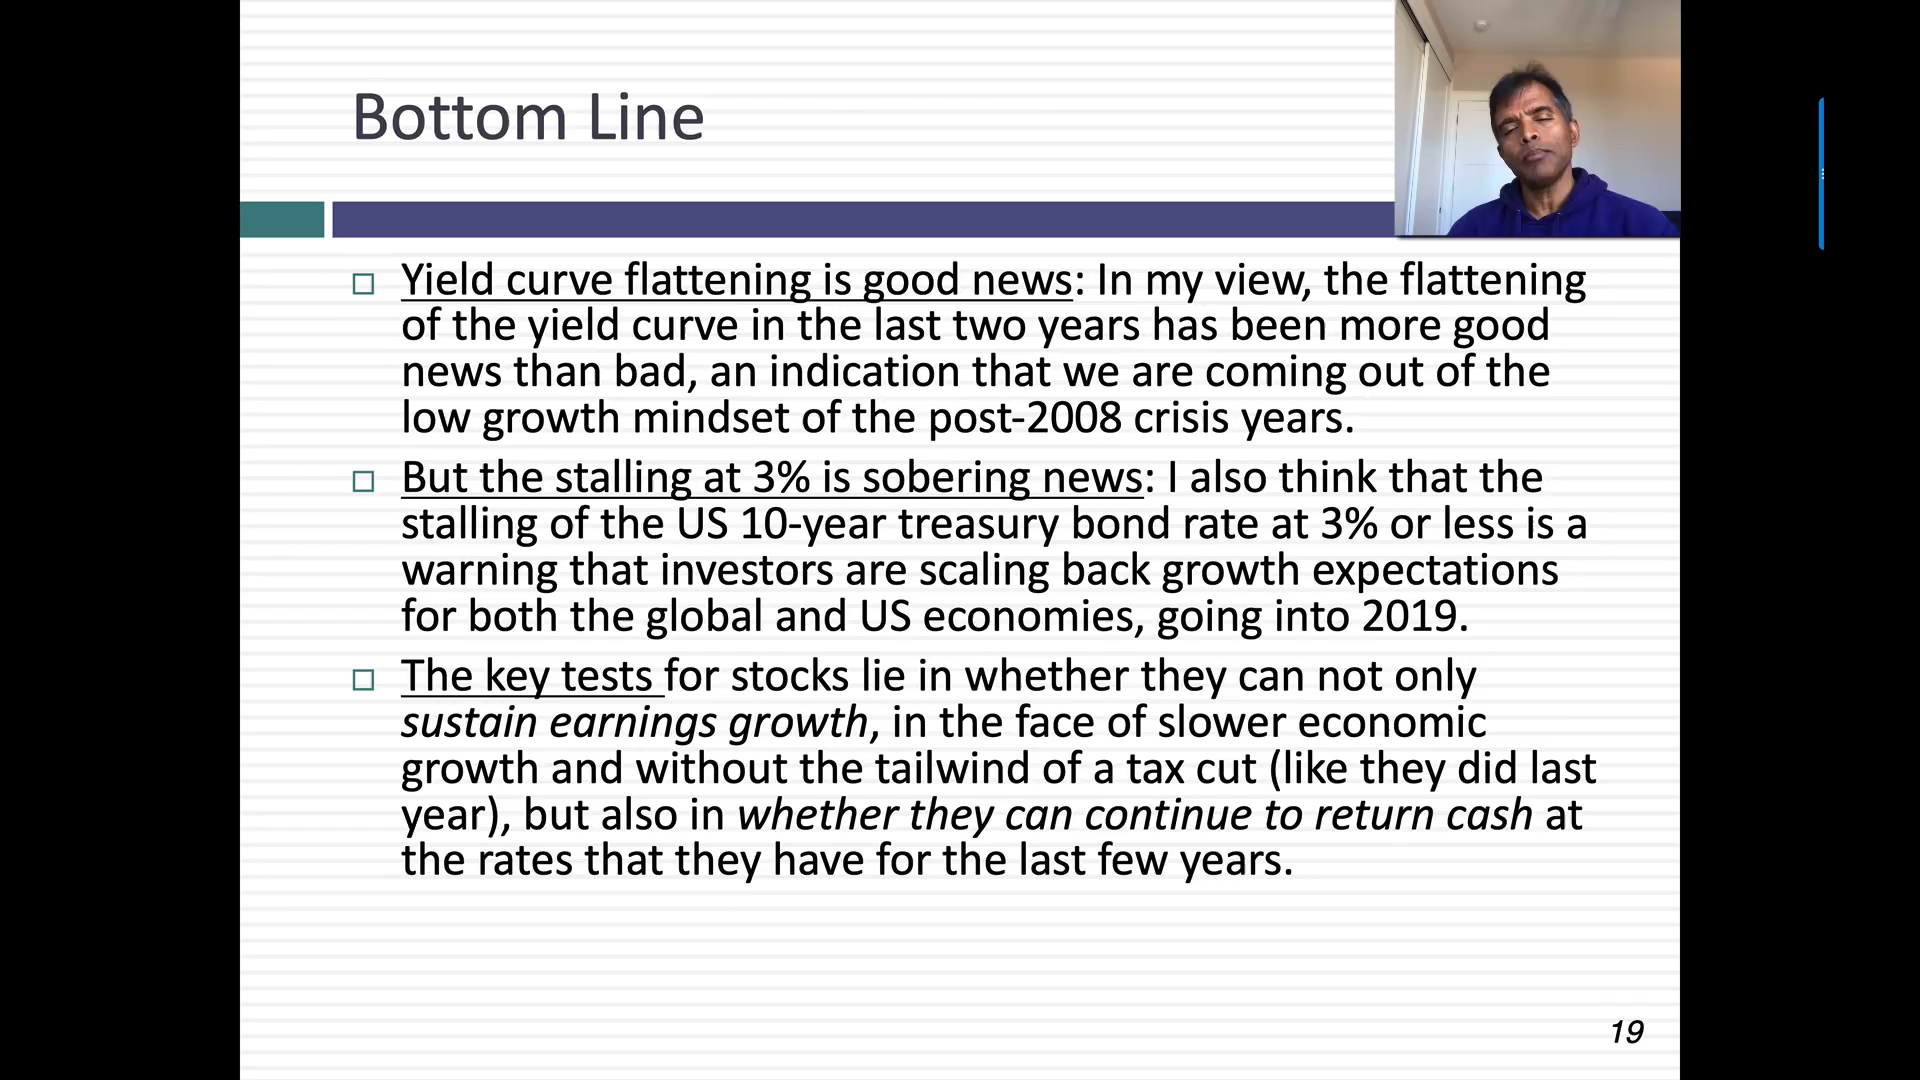 Bottom Line
Yield curve flattening is good news: In my view, the flattening
of the yield curve in the last two years has been more good
news than bad, an indication that we are coming out of the
low growth mindset of the post-2008 crisis years.
But the stalling at 3% is sobering news: I also think that the
stalling of the US 10-year treasury bond rate at 3% or less is a
warning that investors are scaling back growth expectations
for both the global and US economies, going into 2019.
The key tests for stocks lie in whether they can not only
sustain earnings growth, in the face of slower economic
growth and without the tailwind of a tax cut (like they did last
year), but also in whether they can continue to return cash at
the rates that they have for the last few years.
19